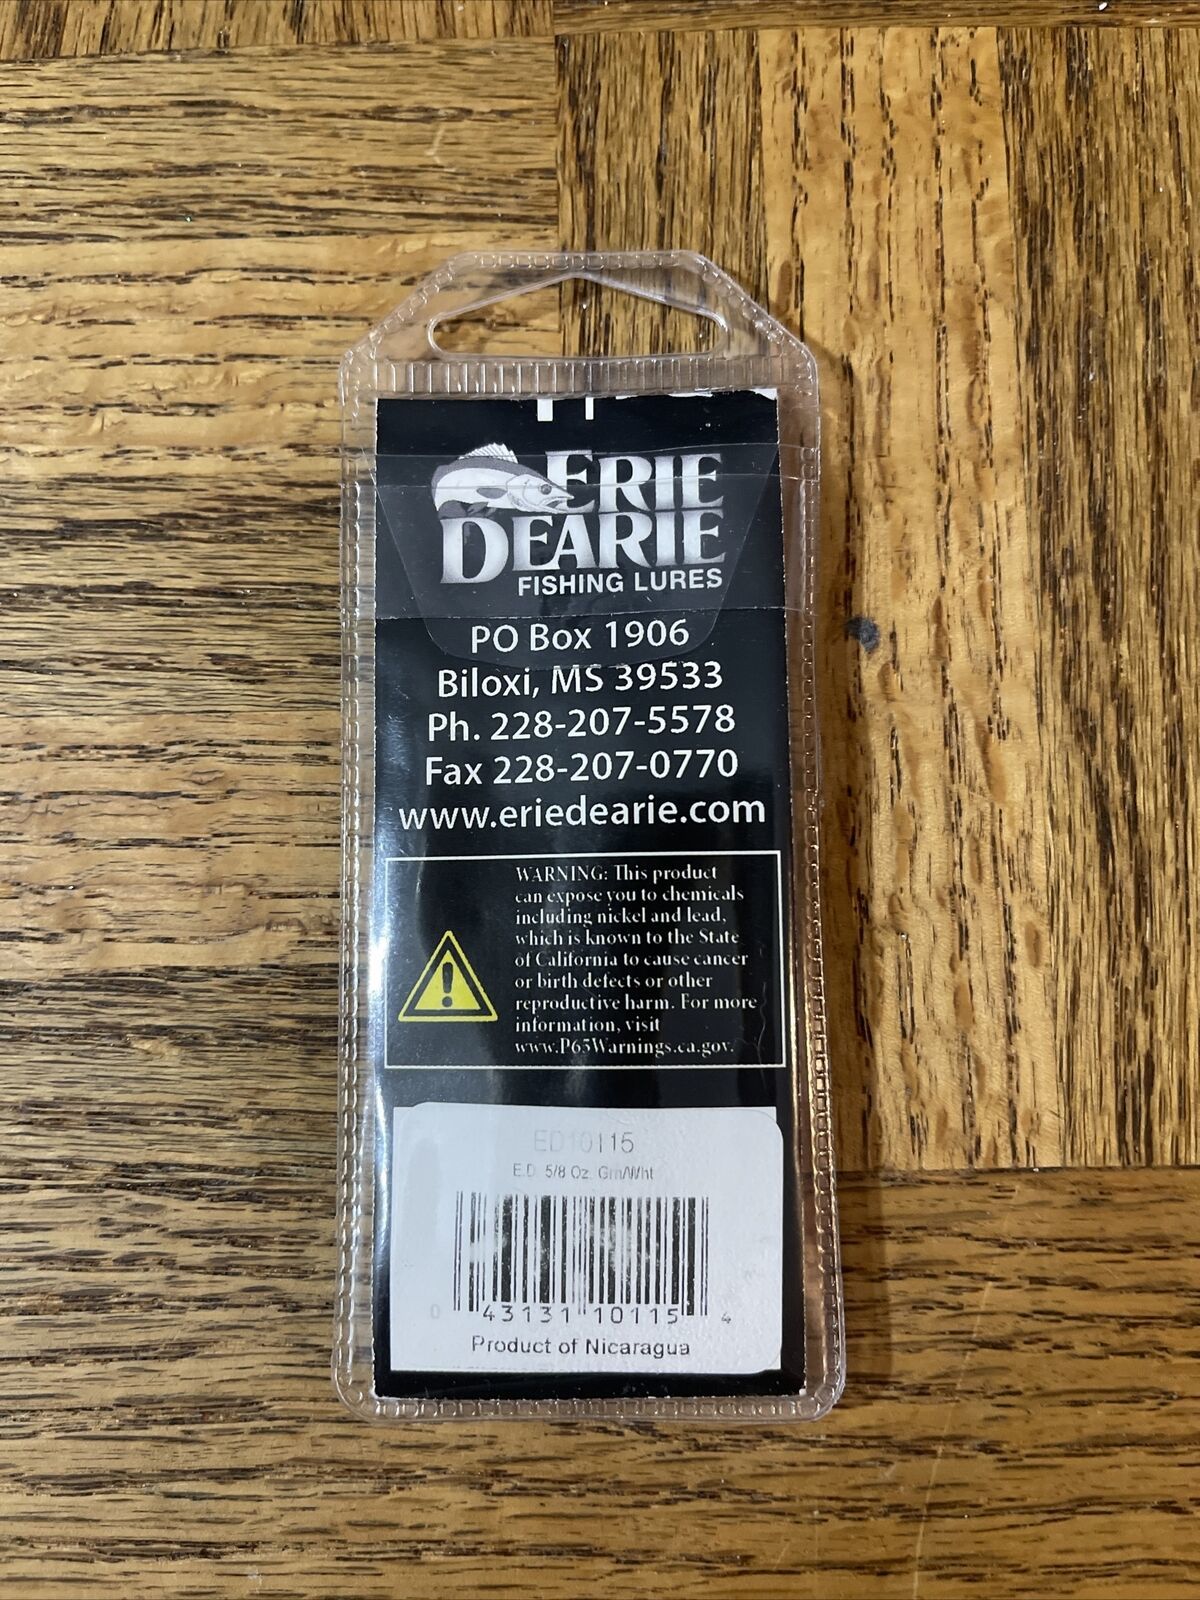 ERIE
DEARIE
FISHING LURES
PO Box 1906
Biloxi, MS 39533
Ph. 228-207-5578
Fax 228-207-0770
www.eriedearie.com
WARNING: This product
can expose you to chemicals
including nickel and lead,
which is known to the State
of California to cause cancer
or birth defects or other
reproductive harm. For more
information, visit
www.P65Warnings.ca.gov.
ED10115
E.D. 5/8 Oz. Grn/Wht
0 43131 10115 4
Product of Nicaragua